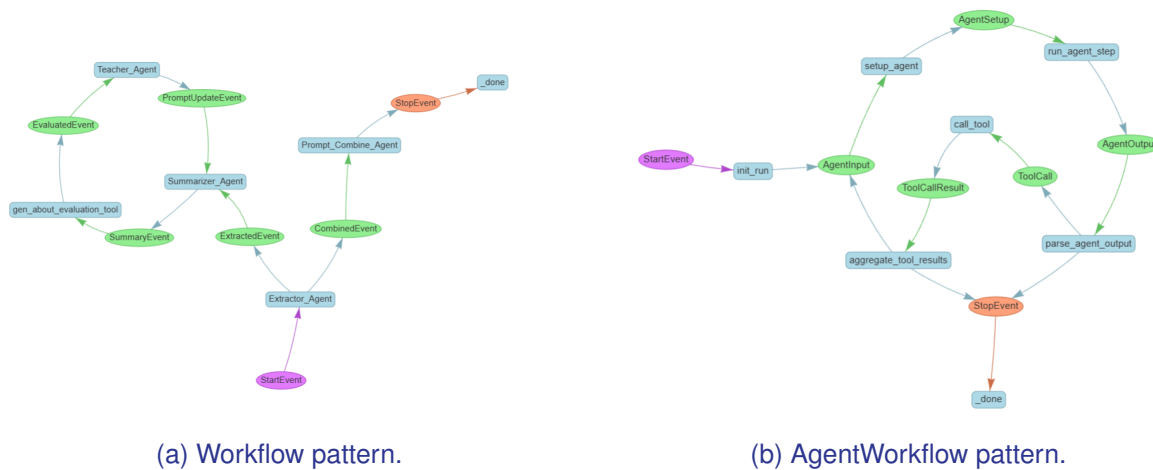 Teacher_Agent
PromptUpdateEvent
EvaluatedEvent
Summarizer_Agent
gen_about_evaluation_tool
SummaryEvent
ExtractedEvent
CombinedEvent
Prompt_Combine_Agent
StopEvent
_done
Extractor_Agent
StartEvent
(a) Workflow pattern.
AgentSetup
run_agent_step
setup_agent
call_tool
AgentOutput
StartEvent
init_run
AgentInput
ToolCallResult
ToolCall
parse_agent_output
aggregate_tool_results
StopEvent
_done
(b) AgentWorkflow pattern.